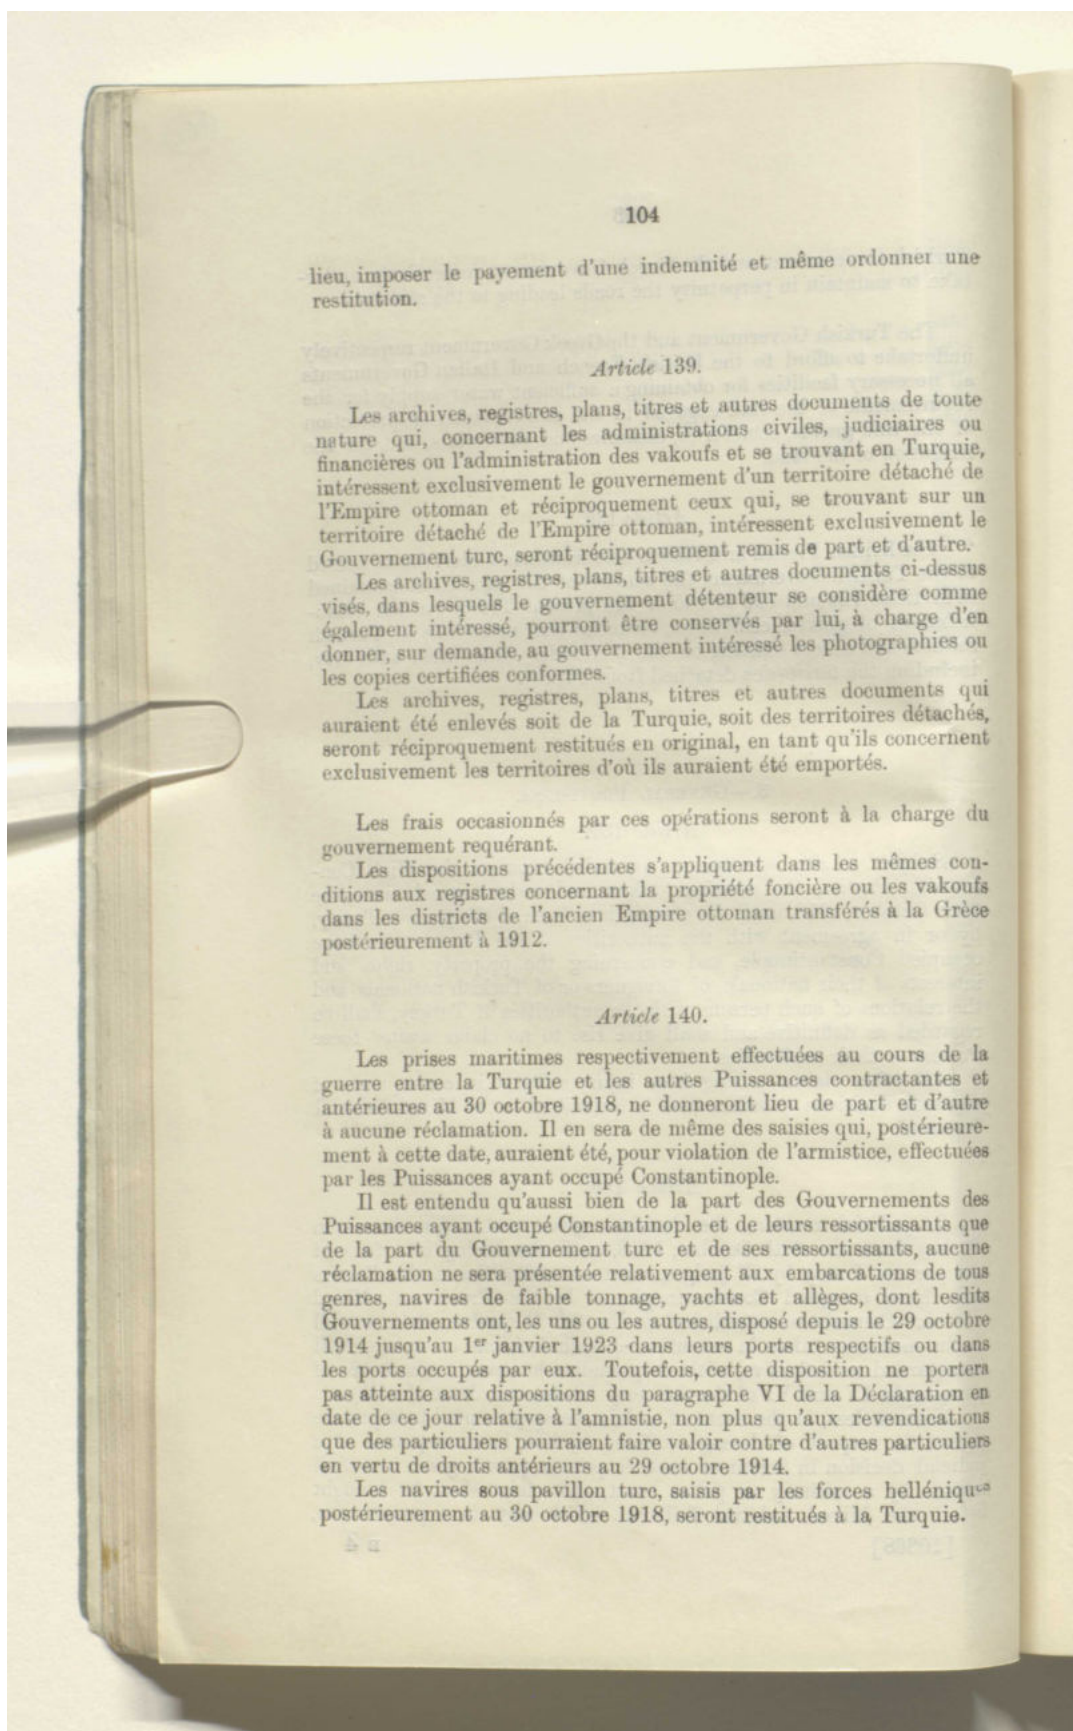 104
lieu, imposer le payement d'une indemnité et même ordonner une
restitution.
Article 139.
Les archives, registres, plans, titres et autres documents de toute
nature qui, concernant les administrations civiles, judiciaires ou
financières ou l'administration des vakoufs et se trouvant en Turquie,
intéressent exclusivement le gouvernement d'un territoire détaché de
l'Empire ottoman et réciproquement ceux qui, se trouvant sur un
territoire détaché de l'Empire ottoman, intéressent exclusivement le
Gouvernement turc, seront réciproquement remis de part et d'autre.
Les archives, registres, plans, titres et autres documents ci-dessus
visés, dans lesquels le gouvernement détenteur se considère comme
également intéressé, pourront être conservés par lui, à charge d'en
donner, sur demande, au gouvernement intéressé les photographies ou
les copies certifiées conformes.
Les archives, registres, plans, titres et autres documents qui
auraient été enlevés soit de la Turquie, soit des territoires détachés,
seront réciproquement restitués en original, en tant qu'ils concernent
exclusivement les territoires d'où ils auraient été emportés.
Les frais occasionnés par ces opérations seront à la charge du
gouvernement requérant.
Les dispositions précédentes s'appliquent dans les mêmes con-
ditions aux registres concernant la propriété foncière ou les vakoufs
dans les districts de l'ancien Empire ottoman transférés à la Grèce
postérieurement à 1912.
Article 140.
Les prises maritimes respectivement effectuées au cours de la
guerre entre la Turquie et les autres Puissances contractantes et
antérieures au 30 octobre 1918, ne donneront lieu de part et d'autre
à aucune réclamation. Il en sera de même des saisies qui, postérieure-
ment à cette date, auraient été, pour violation de l'armistice, effectuées
par les Puissances ayant occupé Constantinople.
Il est entendu qu'aussi bien de la part des Gouvernements des
Puissances ayant occupé Constantinople et de leurs ressortissants que
de la part du Gouvernement turc et de ses ressortissants, aucune
réclamation ne sera présentée relativement aux embarcations de tous
genres, navires de faible tonnage, yachts et allèges, dont lesdits
Gouvernements ont, les uns ou les autres, disposé depuis le 29 octobre
1914 jusqu'au 1er janvier 1923 dans leurs ports respectifs ou dans
les ports occupés par eux. Toutefois, cette disposition ne portera
pas atteinte aux dispositions du paragraphe VI de la Déclaration en
date de ce jour relative à l'amnistie, non plus qu'aux revendications
que des particuliers pourraient faire valoir contre d'autres particuliers
en vertu de droits antérieurs au 29 octobre 1914.
Les navires sous pavillon turc, saisis par les forces helléniques
postérieurement au 30 octobre 1918, seront restitués à la Turquie.